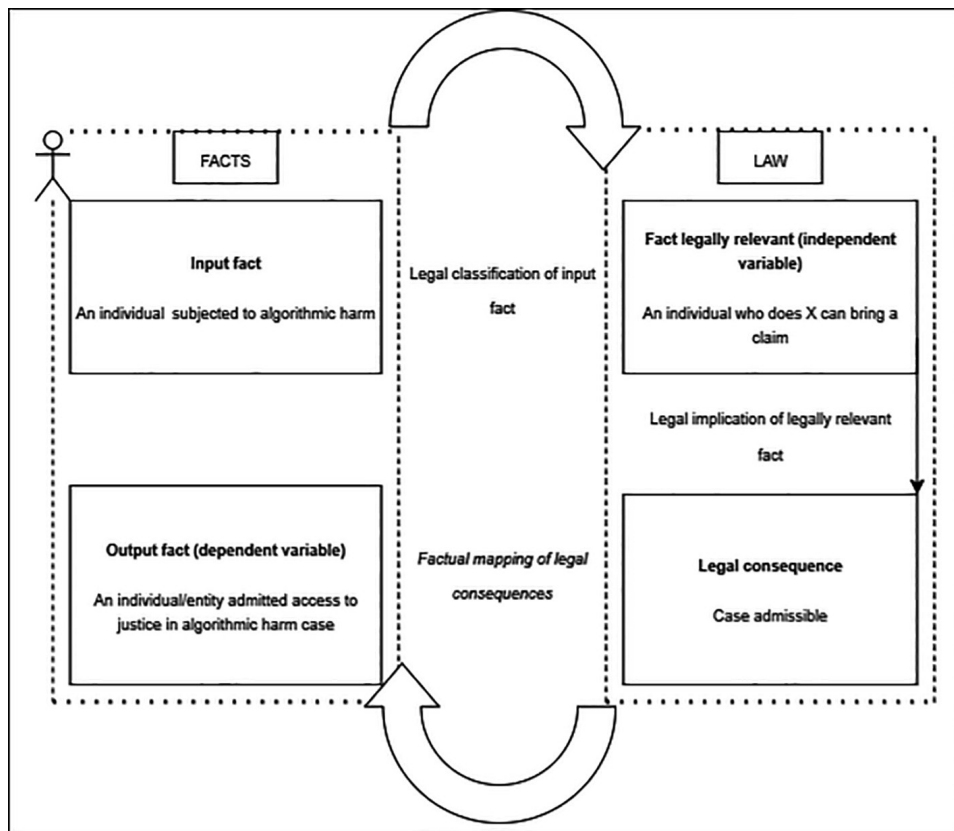 FACTS
Input fact
An individual subjected to algorithmic harm
Legal classification of input
fact
LAW
Fact legally relevant (independent
variable)
An individual who does X can bring a
claim
Legal implication of legally relevant
fact
Output fact (dependent variable)
An individual/entity admitted access to
justice in algorithmic harm case
Factual mapping of legal
consequences
Legal consequence
Case admissible